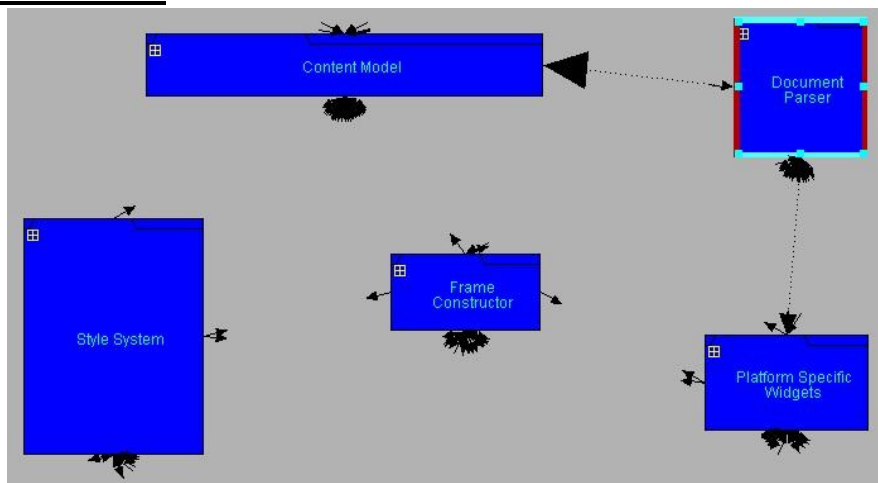 Content Model
Document
Parser
Frame
Constructor
Style System
Platform Specific
Widgets